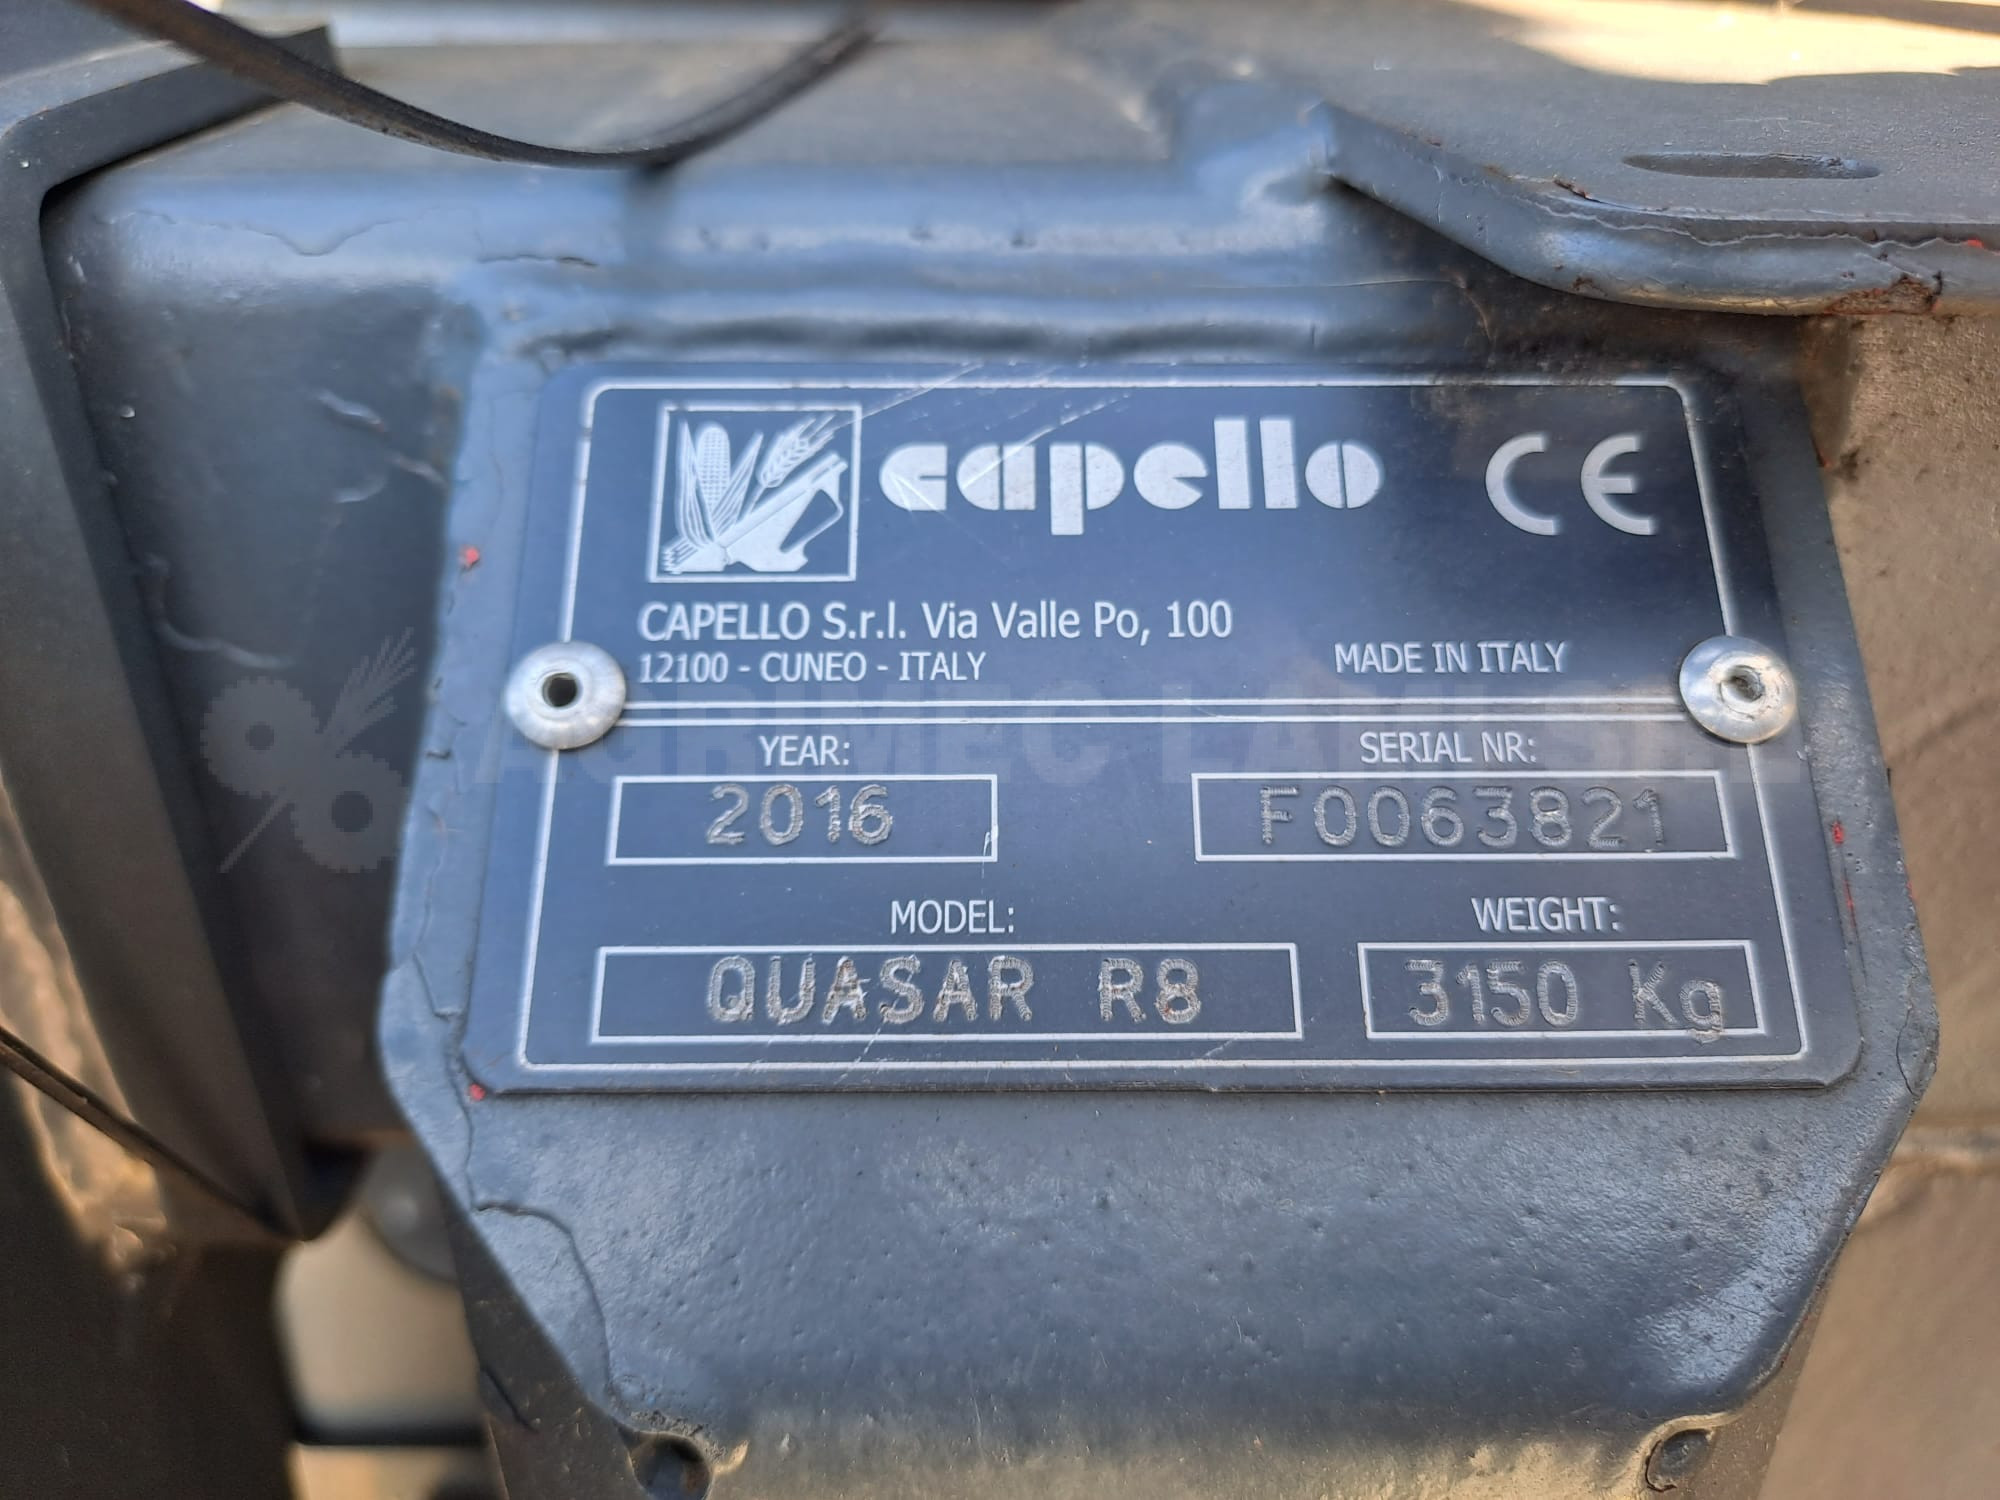 capello CE
CAPELLO S.r.l. Via Valle Po, 100
12100 - CUNEO - ITALY MADE IN ITALY
YEAR: SERIAL NR:
2016 F0063821
MODEL: WEIGHT:
QUASAR R8 3150 Kg